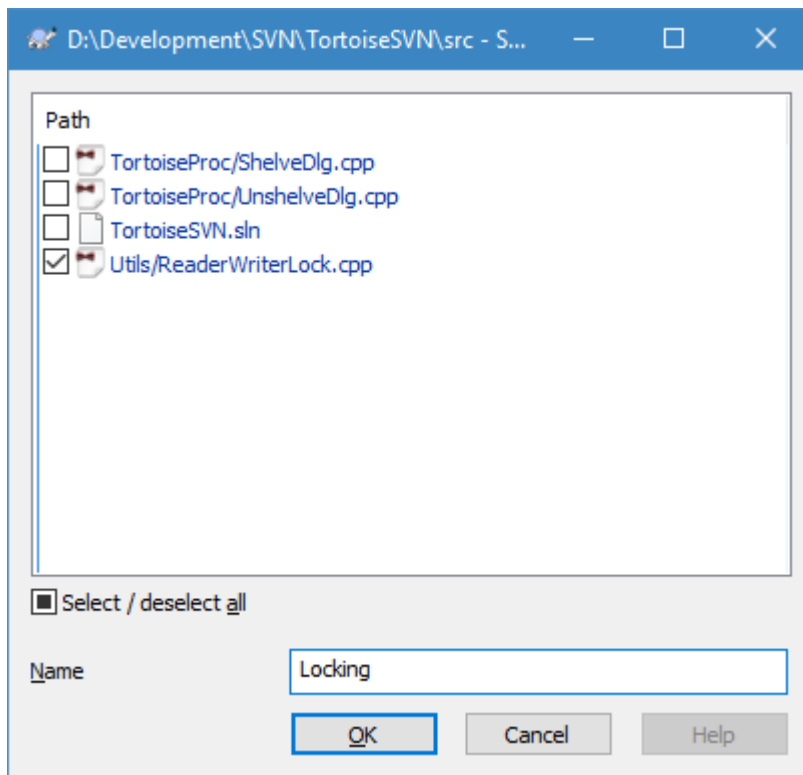 D:\Development\SVN\TortoiseSVN\src - S...
Path
TortoiseProc/ShelveDlg.cpp
TortoiseProc/UnshelveDlg.cpp
TortoiseSVN.sln
Utils/ReaderWriterLock.cpp
Select / deselect all
Name Locking
OK Cancel Help